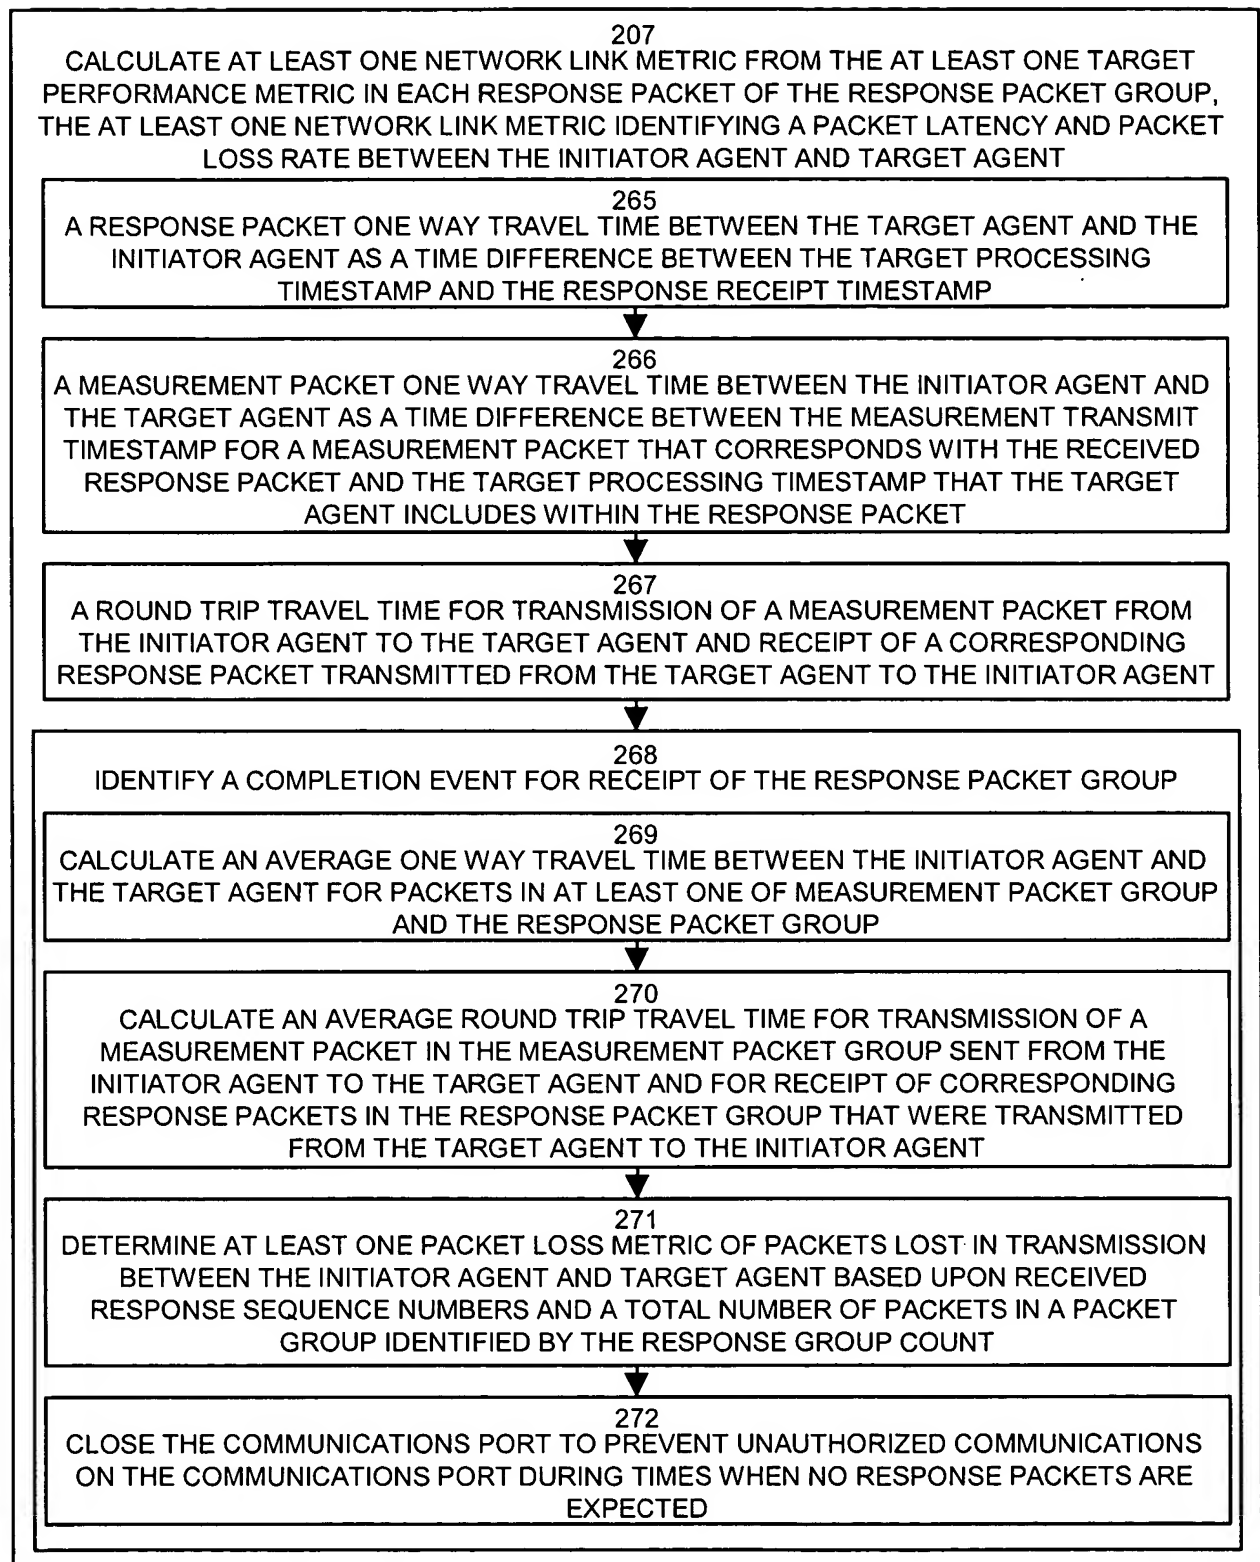 207
CALCULATE AT LEAST ONE NETWORK LINK METRIC FROM THE AT LEAST ONE TARGET
PERFORMANCE METRIC IN EACH RESPONSE PACKET OF THE RESPONSE PACKET GROUP,
THE AT LEAST ONE NETWORK LINK METRIC IDENTIFYING A PACKET LATENCY AND PACKET
LOSS RATE BETWEEN THE INITIATOR AGENT AND TARGET AGENT
265
A RESPONSE PACKET ONE WAY TRAVEL TIME BETWEEN THE TARGET AGENT AND THE
INITIATOR AGENT AS A TIME DIFFERENCE BETWEEN THE TARGET PROCESSING
TIMESTAMP AND THE RESPONSE RECEIPT TIMESTAMP
266
A MEASUREMENT PACKET ONE WAY TRAVEL TIME BETWEEN THE INITIATOR AGENT AND
THE TARGET AGENT AS A TIME DIFFERENCE BETWEEN THE MEASUREMENT TRANSMIT
TIMESTAMP FOR A MEASUREMENT PACKET THAT CORRESPONDS WITH THE RECEIVED
RESPONSE PACKET AND THE TARGET PROCESSING TIMESTAMP THAT THE TARGET
AGENT INCLUDES WITHIN THE RESPONSE PACKET
267
A ROUND TRIP TRAVEL TIME FOR TRANSMISSION OF A MEASUREMENT PACKET FROM
THE INITIATOR AGENT TO THE TARGET AGENT AND RECEIPT OF A CORRESPONDING
RESPONSE PACKET TRANSMITTED FROM THE TARGET AGENT TO THE INITIATOR AGENT
268
IDENTIFY A COMPLETION EVENT FOR RECEIPT OF THE RESPONSE PACKET GROUP
269
CALCULATE AN AVERAGE ONE WAY TRAVEL TIME BETWEEN THE INITIATOR AGENT AND
THE TARGET AGENT FOR PACKETS IN AT LEAST ONE OF MEASUREMENT PACKET GROUP
AND THE RESPONSE PACKET GROUP
270
CALCULATE AN AVERAGE ROUND TRIP TRAVEL TIME FOR TRANSMISSION OF A
MEASUREMENT PACKET IN THE MEASUREMENT PACKET GROUP SENT FROM THE
INITIATOR AGENT TO THE TARGET AGENT AND FOR RECEIPT OF CORRESPONDING
RESPONSE PACKETS IN THE RESPONSE PACKET GROUP THAT WERE TRANSMITTED
FROM THE TARGET AGENT TO THE INITIATOR AGENT
271
DETERMINE AT LEAST ONE PACKET LOSS METRIC OF PACKETS LOST IN TRANSMISSION
BETWEEN THE INITIATOR AGENT AND TARGET AGENT BASED UPON RECEIVED
RESPONSE SEQUENCE NUMBERS AND A TOTAL NUMBER OF PACKETS IN A PACKET
GROUP IDENTIFIED BY THE RESPONSE GROUP COUNT
272
CLOSE THE COMMUNICATIONS PORT TO PREVENT UNAUTHORIZED COMMUNICATIONS
ON THE COMMUNICATIONS PORT DURING TIMES WHEN NO RESPONSE PACKETS ARE
EXPECTED